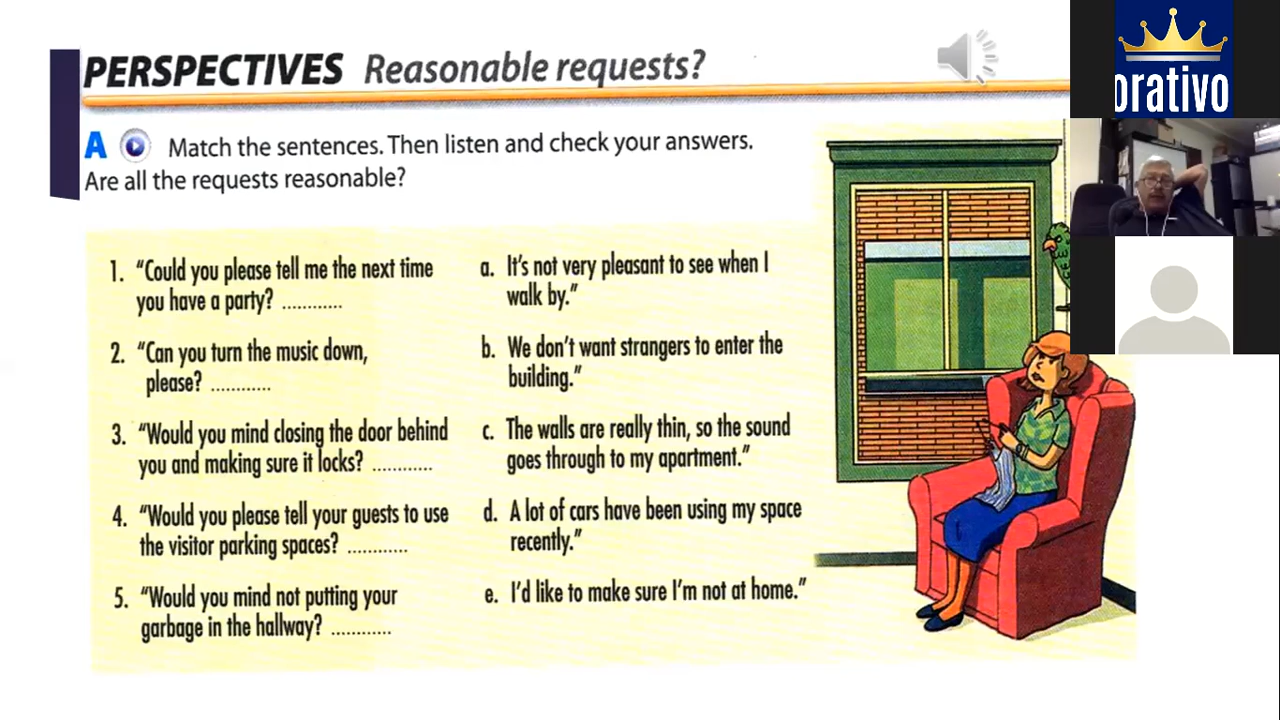 PERSPECTIVES Reasonable requests?
A Match the sentences. Then listen and check your answers.
Are all the requests reasonable?
1. “Could you please tell me the next time
you have a party? ............
2. “Can you turn the music down,
please? ............
3. “Would you mind closing the door behind
you and making sure it locks? ............
4. “Would you please tell your guests to use
the visitor parking spaces? ............
5. “Would you mind not putting your
garbage in the hallway? ............
a. It’s not very pleasant to see when I
walk by.”
b. We don’t want strangers to enter the
building.”
c. The walls are really thin, so the sound
goes through to my apartment.”
d. A lot of cars have been using my space
recently.”
e. I’d like to make sure I’m not at home.”
orativo